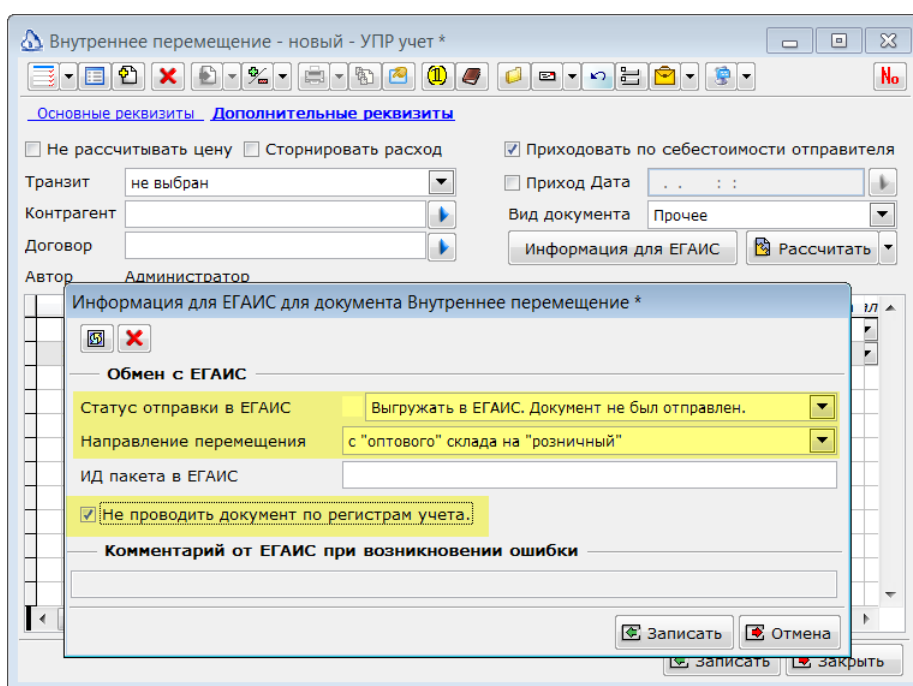 Внутреннее перемещение - новый - УПР учет *
No
Основные реквизиты Дополнительные реквизиты
Не рассчитывать цену Сторнировать расход Приходовать по себестоимости отправителя
Транзит не выбран Приход Дата . . : :
Контрагент Вид документа Прочее
Договор Информация для ЕГАИС Рассчитать
Автор Администратор
Информация для ЕГАИС для документа Внутреннее перемещение *
Обмен с ЕГАИС
Статус отправки в ЕГАИС Выгружать в ЕГАИС. Документ не был отправлен.
Направление перемещения с "оптового" склада на "розничный"
ИД пакета в ЕГАИС
Не проводить документ по регистрам учета.
Комментарий от ЕГАИС при возникновении ошибки
Записать Отмена
Записать Закрыть